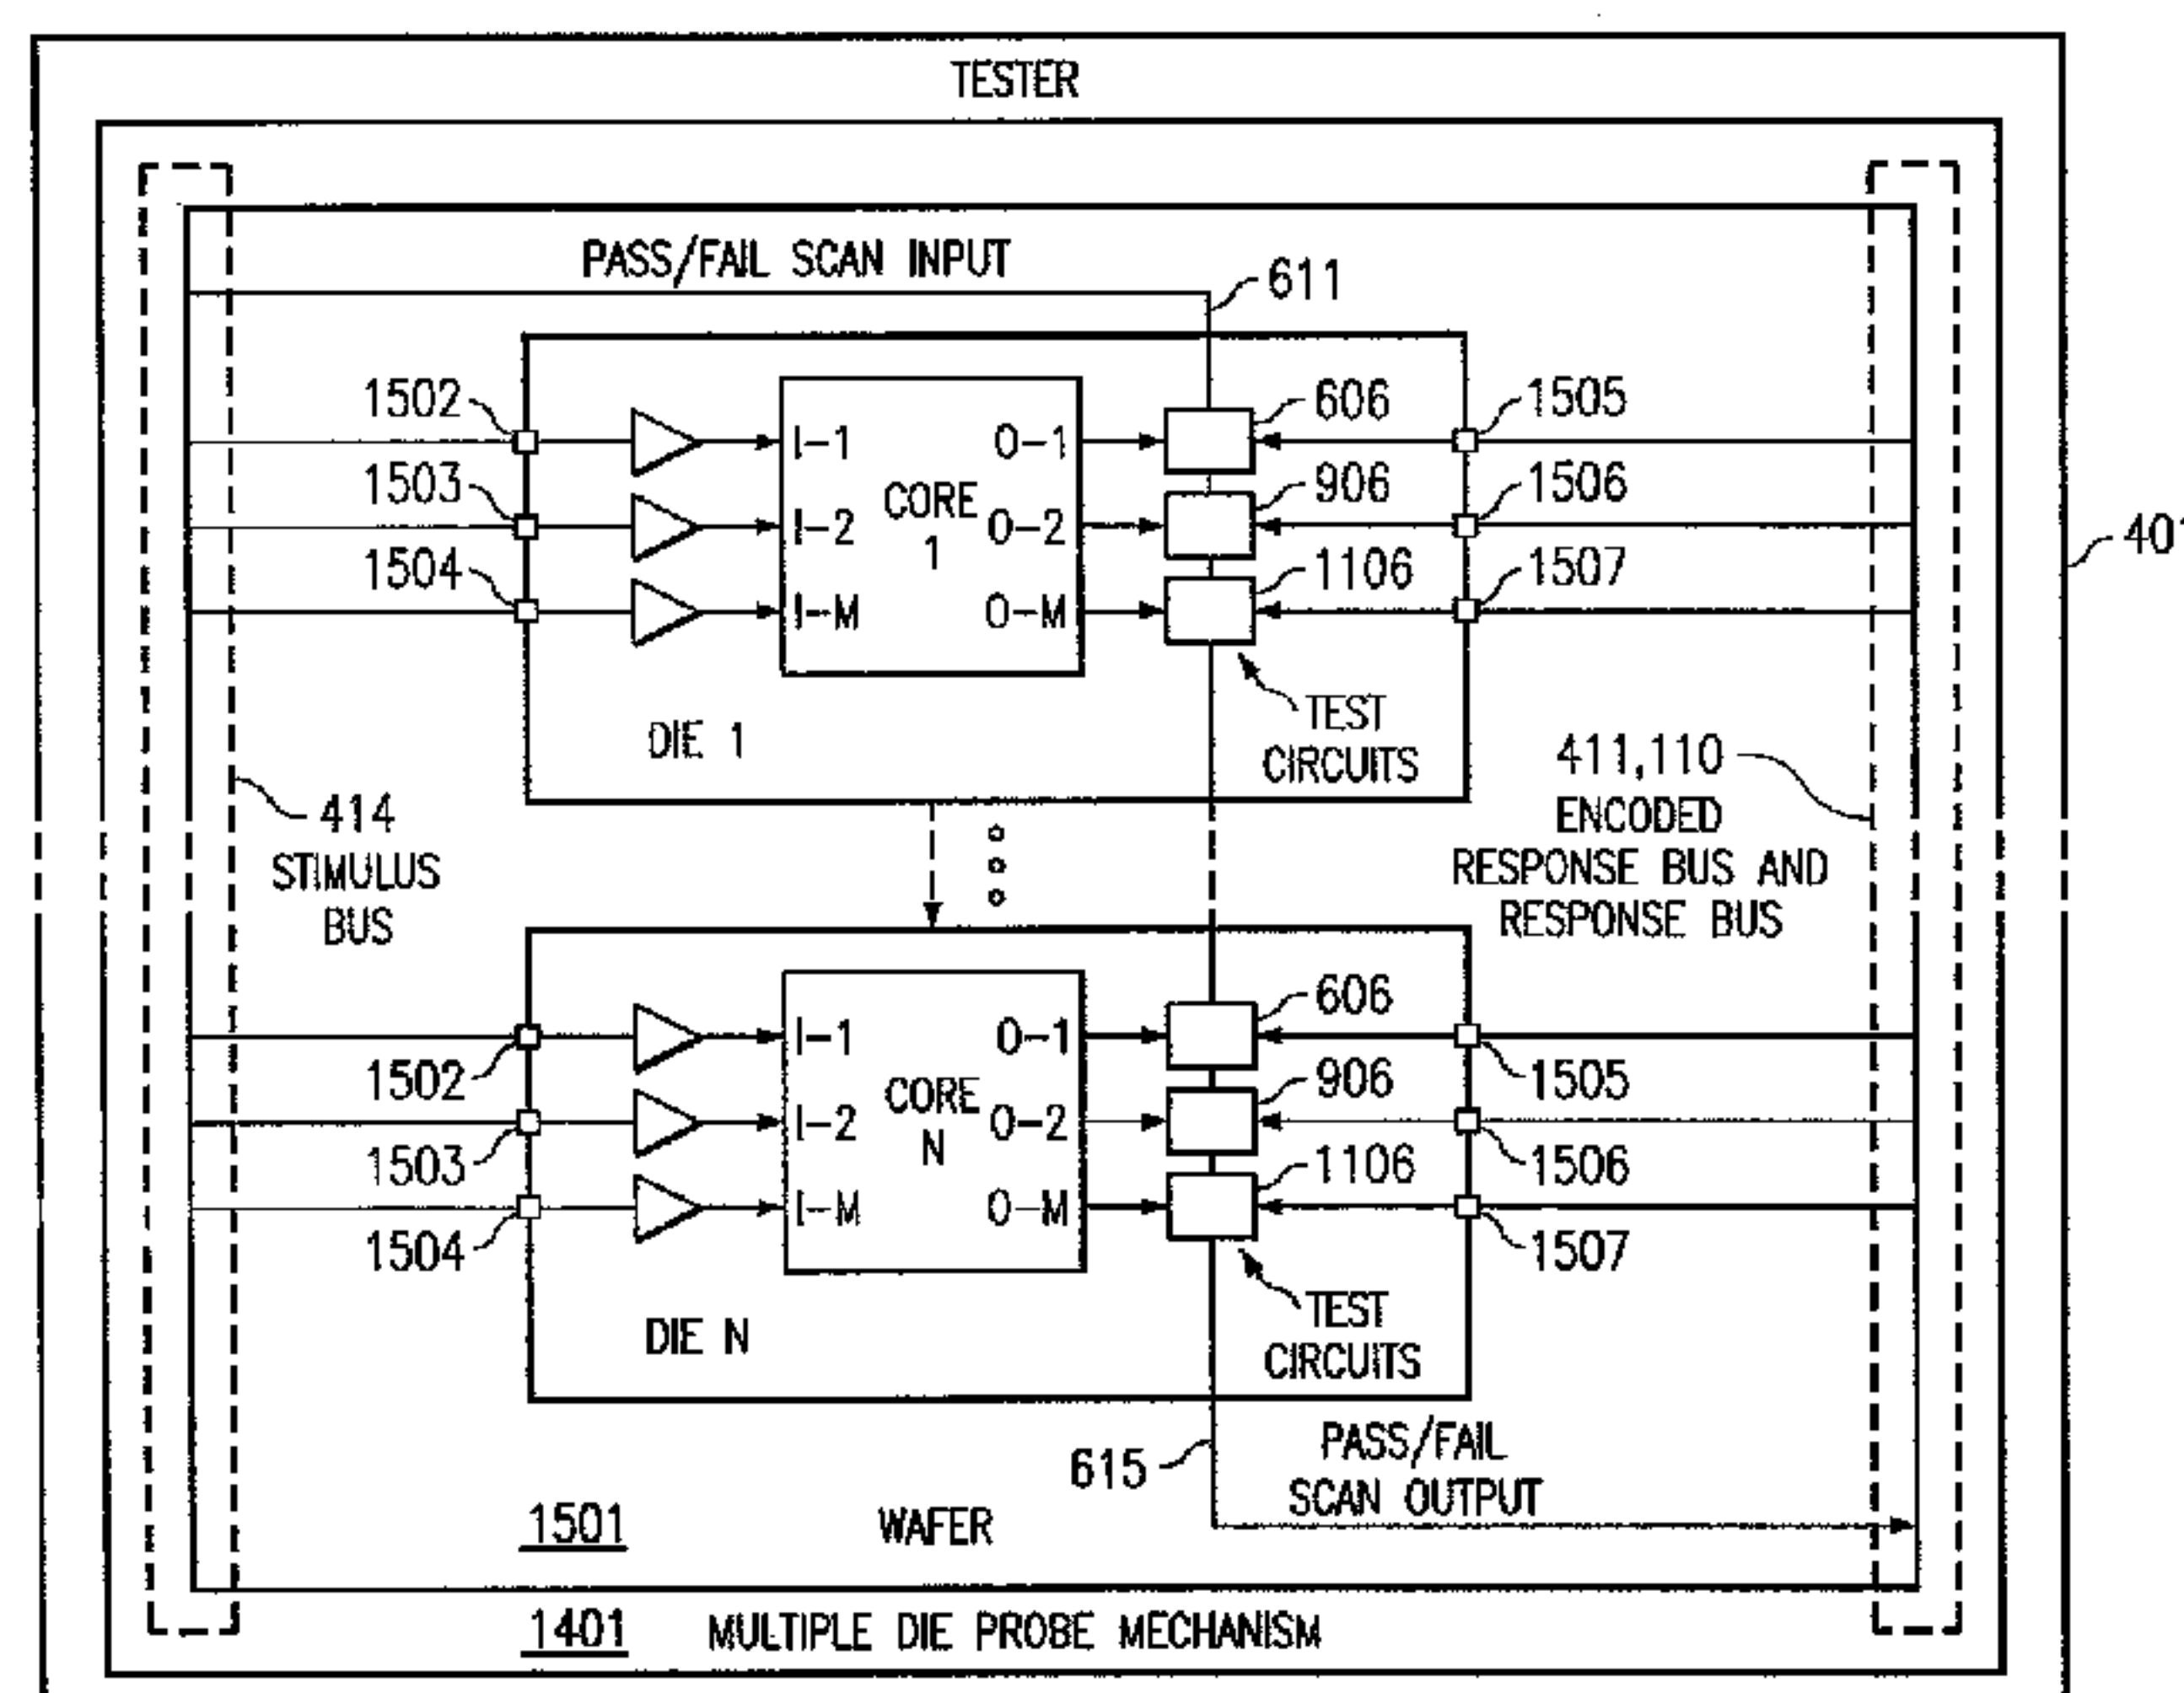 TESTER
PASS/FAIL SCAN INPUT
611
1502
1503
1504
I-1
I-2
I-M
CORE
1
O-1
O-2
O-M
606
906
1106
1505
1506
1507
401
DIE 1
TEST
CIRCUITS
414
STIMULUS
BUS
411,110
ENCODED
RESPONSE BUS AND
RESPONSE BUS
1502
1503
1504
I-1
I-2
I-M
CORE
N
O-1
O-2
O-M
606
906
1106
1505
1506
1507
DIE N
TEST
CIRCUITS
615
PASS/FAIL
SCAN OUTPUT
1501
WAFER
1401
MULTIPLE DIE PROBE MECHANISM